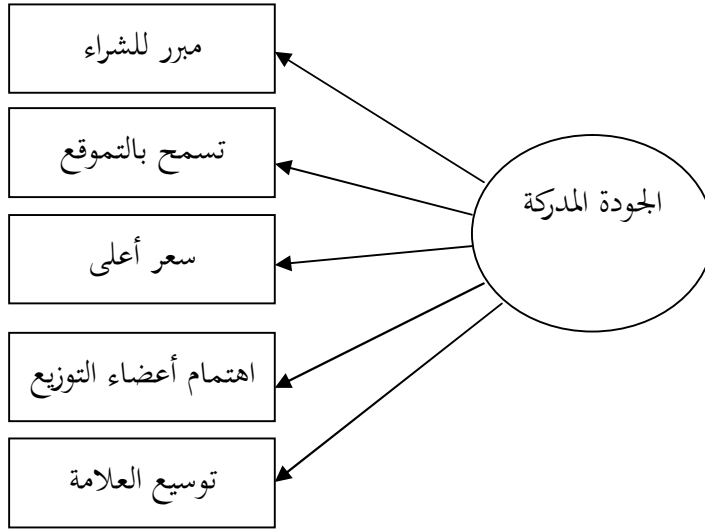 مبرر للشراء
تسمح بالتموقع
الجودة المدركة
سعر أعلى
اهتمام أعضاء التوزيع
توسيع العلامة